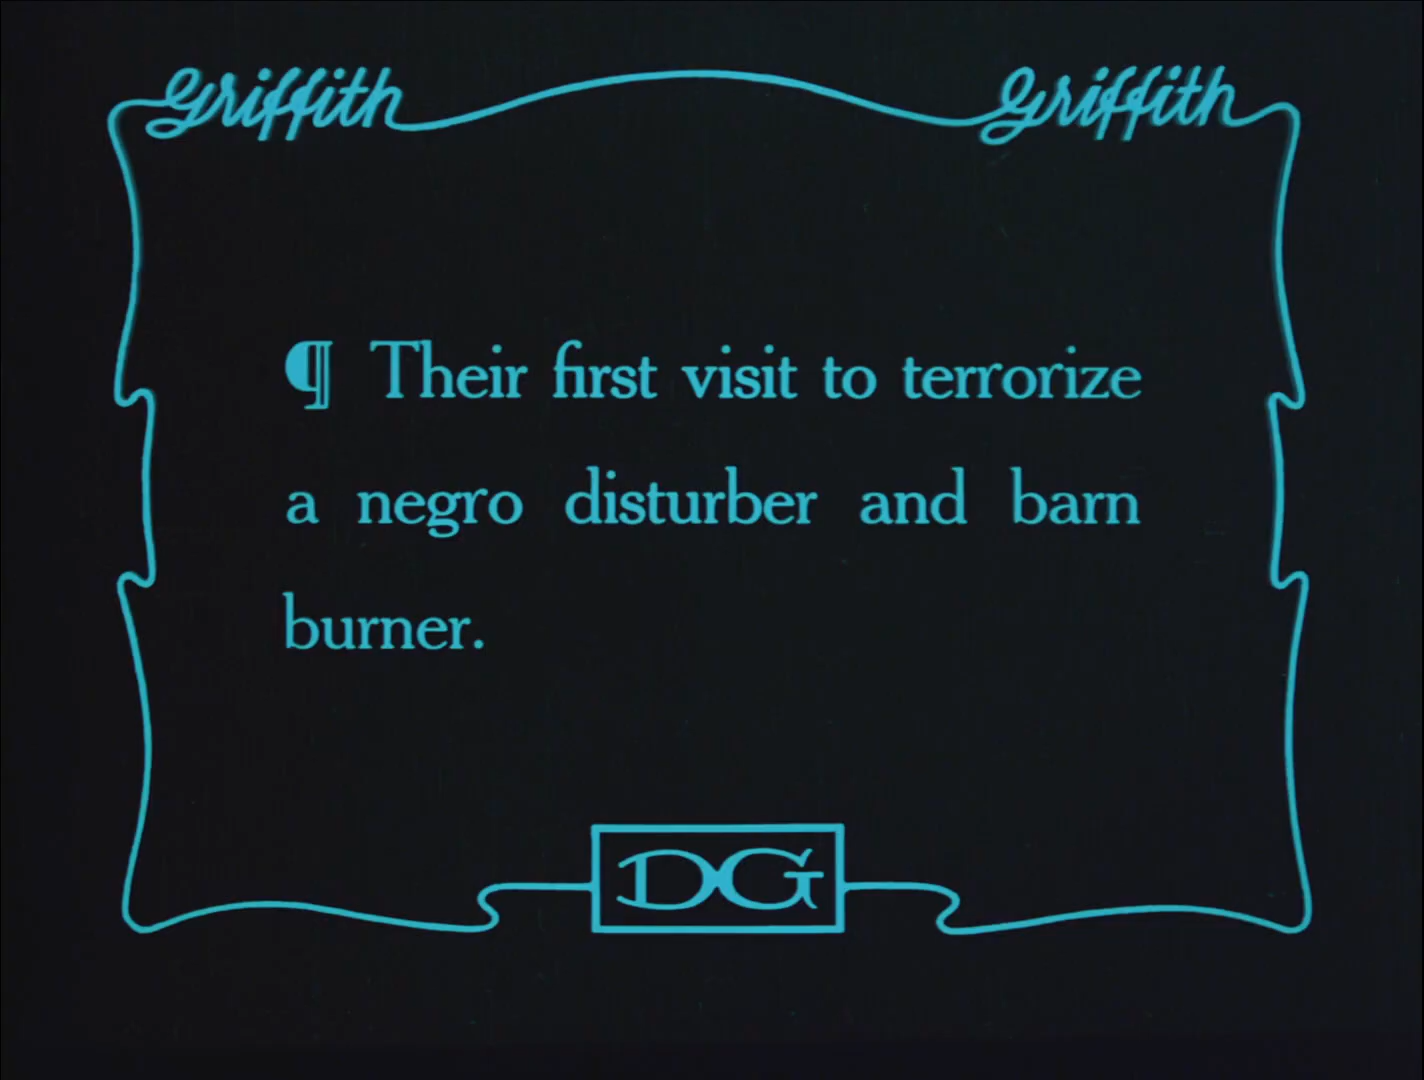 Griffith Griffith
¶ Their first visit to terrorize
a negro disturber and barn
burner.
DG